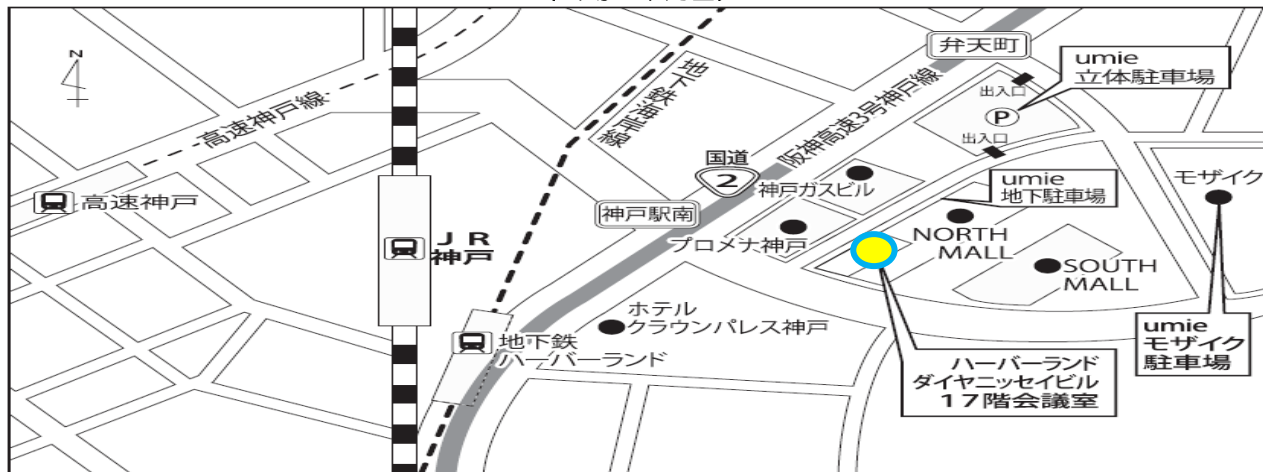 N
高速神戸線
高速神戸
JR
神戸
地下鉄
ハーバーランド
地下鉄海岸線
国道
2
神戸駅南
阪神高速3号神戸線
弁天町
umie
立体駐車場
出入口
P
出入口
神戸ガスビル
プロメナ神戸
umie
地下駐車場
NORTH
MALL
SOUTH
MALL
モザイク
umie
モザイク
駐車場
ホテル
クラウンパレス神戸
ハーバーランド
ダイヤニッセイビル
17階会議室